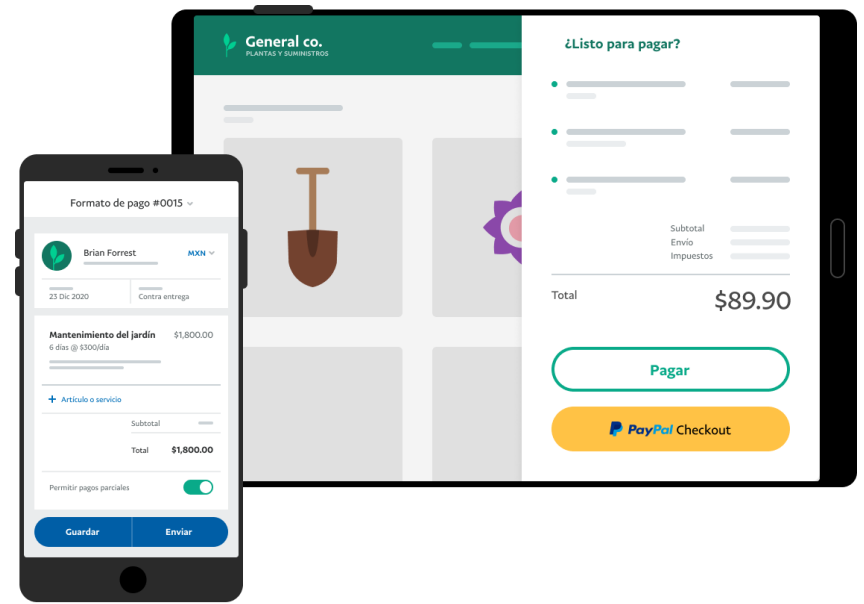 General co.
PLANTAS Y SUMINISTROS
¿Listo para pagar?
Subtotal
Envío
Impuestos
Total
$89.90
Pagar
PayPal Checkout
Formato de pago #0015
Brian Forrest
MXN
23 Dic 2020
Contra entrega
Mantenimiento del jardín
$1,800.00
6 días @ $300/día
+ Artículo o servicio
Subtotal
Total
$1,800.00
Permitir pagos parciales
Guardar
Enviar